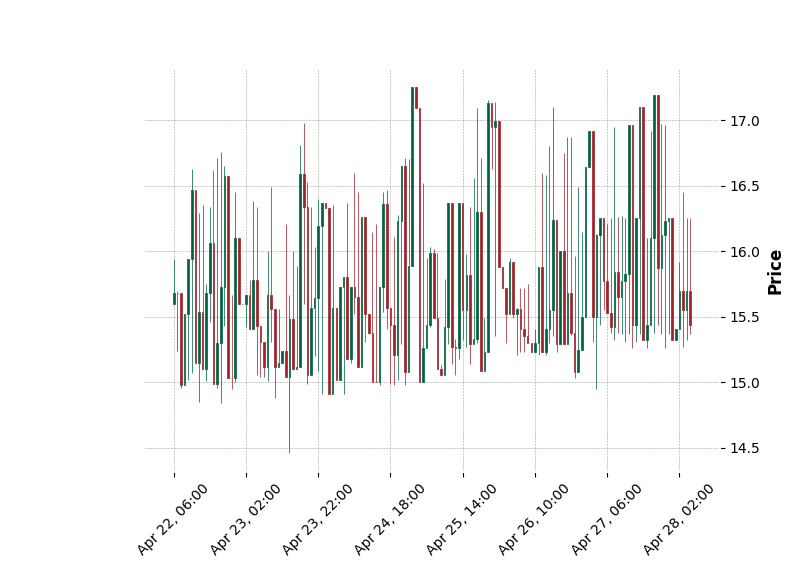 17.0
16.5
16.0
15.5
15.0
14.5
Price
Apr 22, 06:00
Apr 23, 02:00
Apr 23, 22:00
Apr 24, 18:00
Apr 25, 14:00
Apr 26, 10:00
Apr 27, 06:00
Apr 28, 02:00